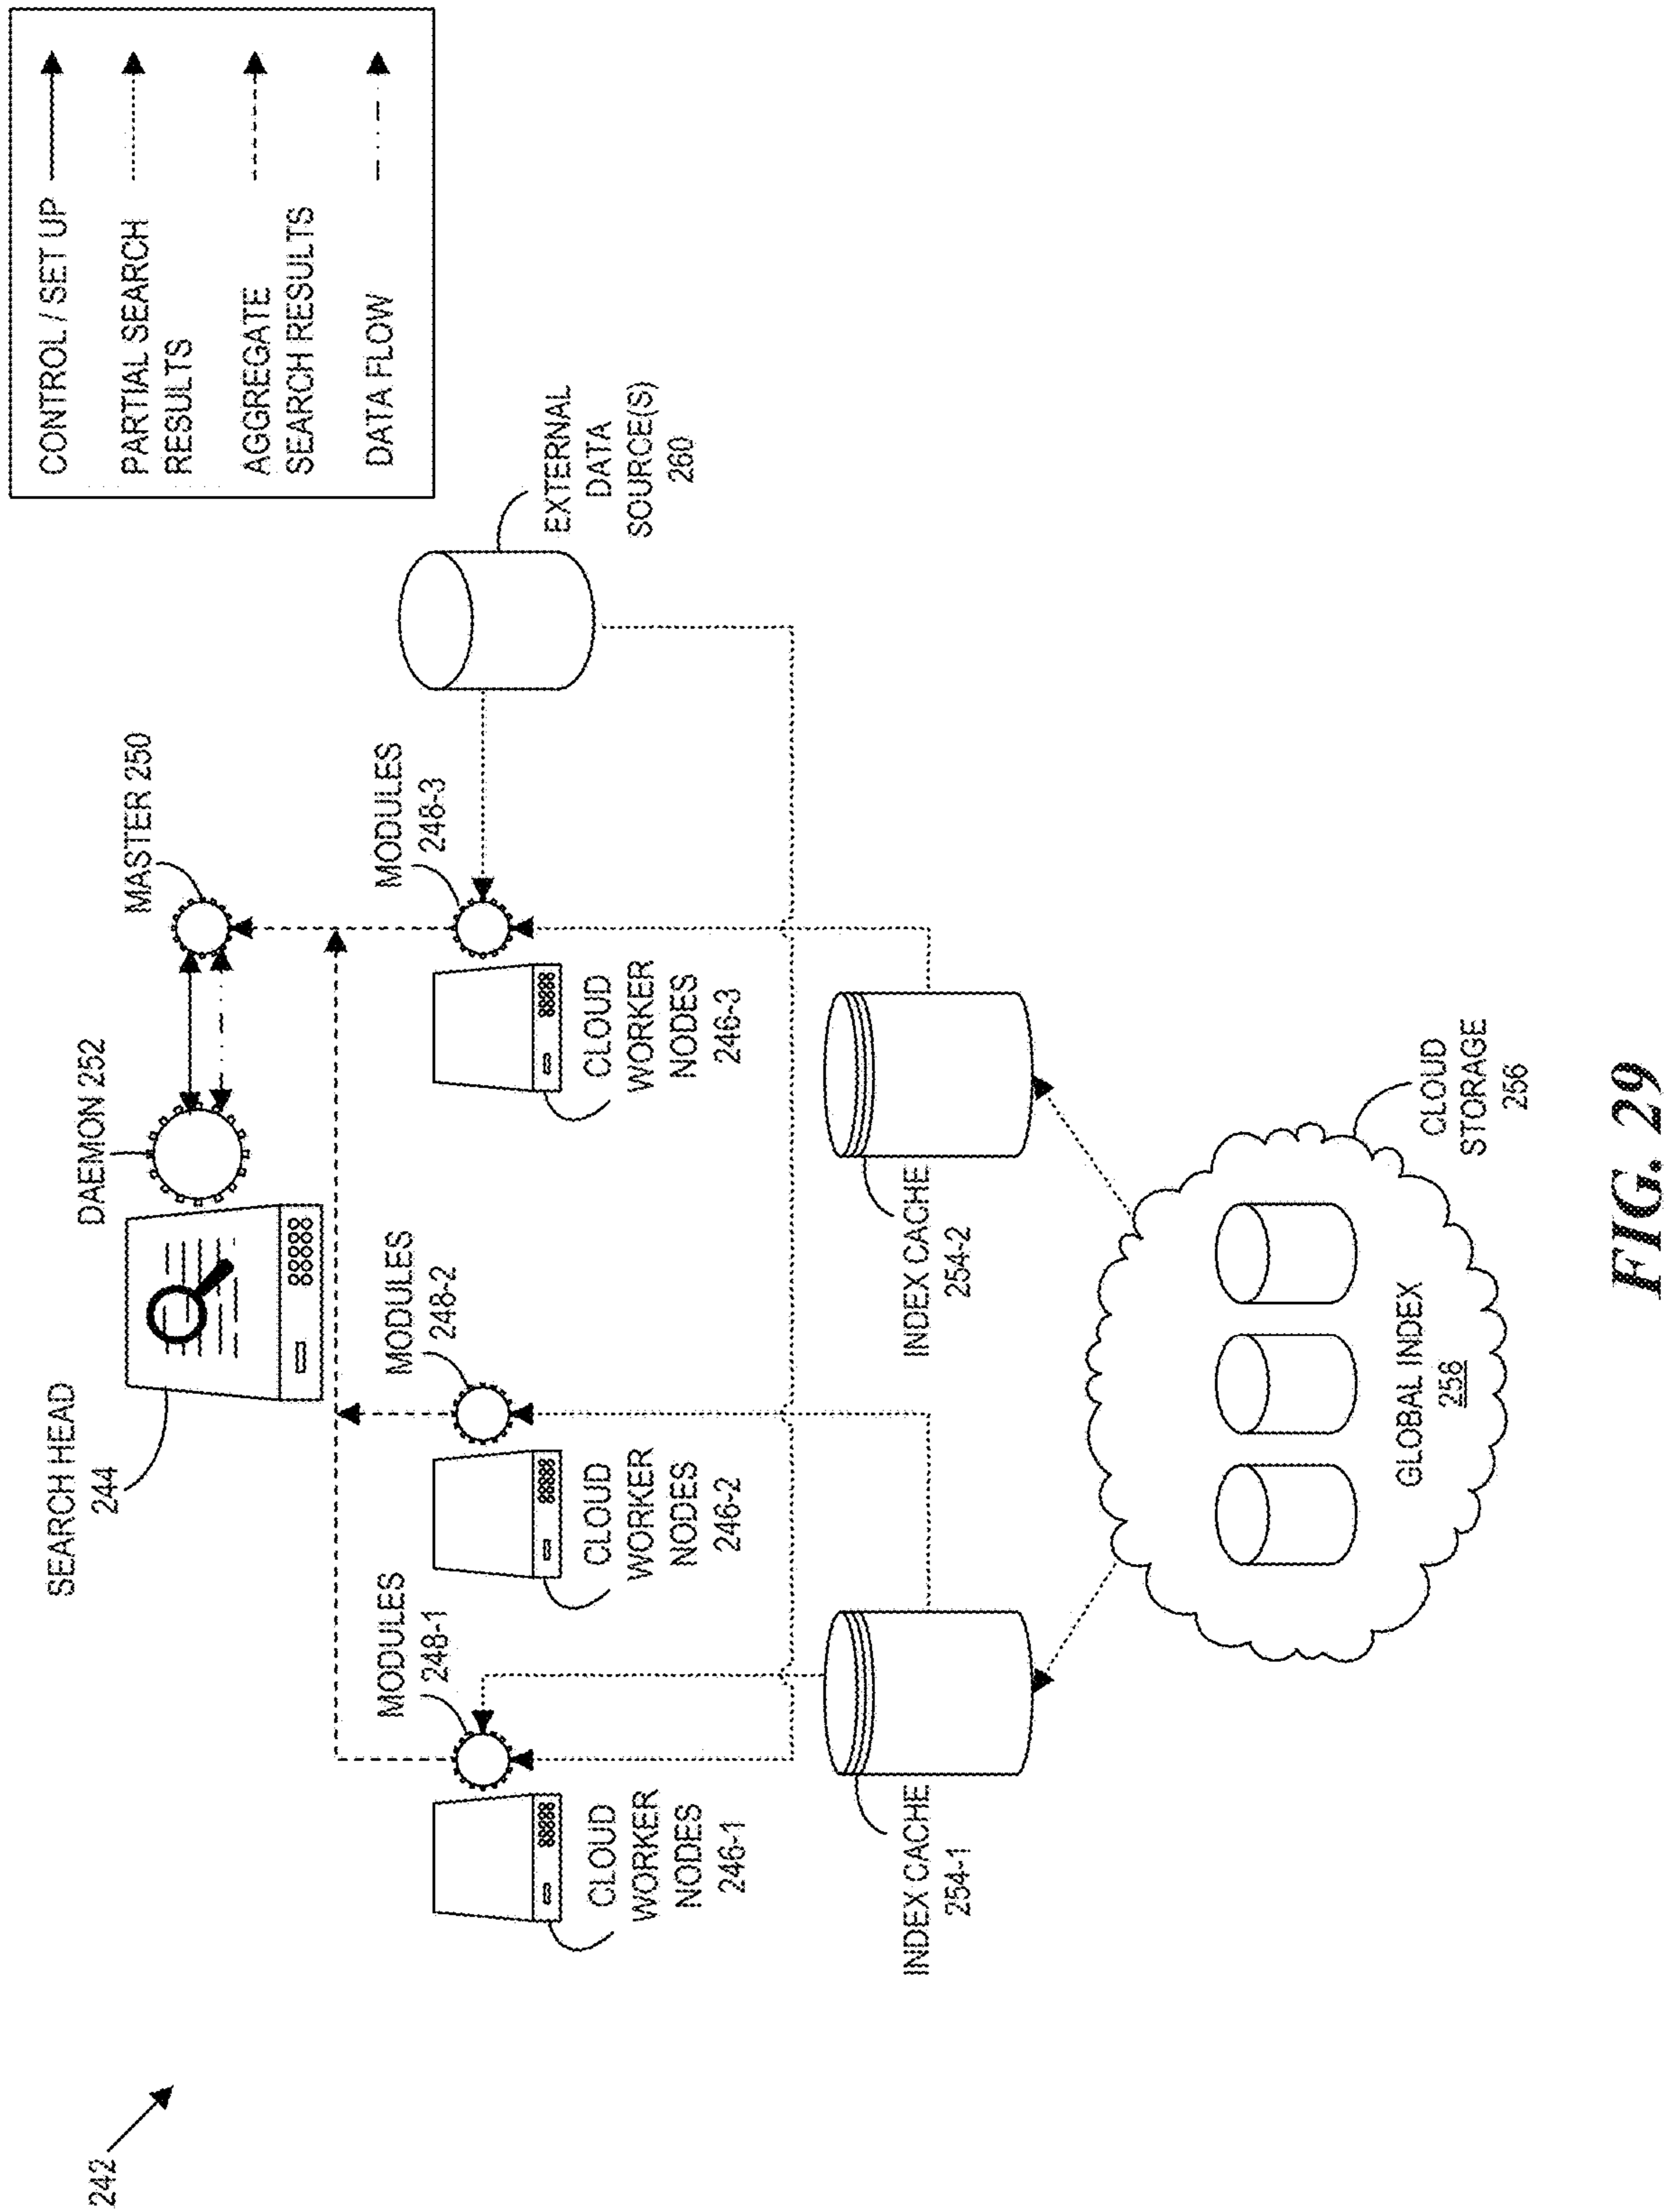 242
CONTROL / SET UP
PARTIAL SEARCH
RESULTS
AGGREGATE
SEARCH RESULTS
DATA FLOW
SEARCH HEAD
244
DAEMON 252
MASTER 250
MODULES
248-1
MODULES
248-2
MODULES
248-3
EXTERNAL
DATA
SOURCE(S)
260
CLOUD
WORKER
NODES
246-1
CLOUD
WORKER
NODES
246-2
CLOUD
WORKER
NODES
246-3
INDEX CACHE
254-1
INDEX CACHE
254-2
GLOBAL INDEX
258
CLOUD
STORAGE
256
FIG. 29